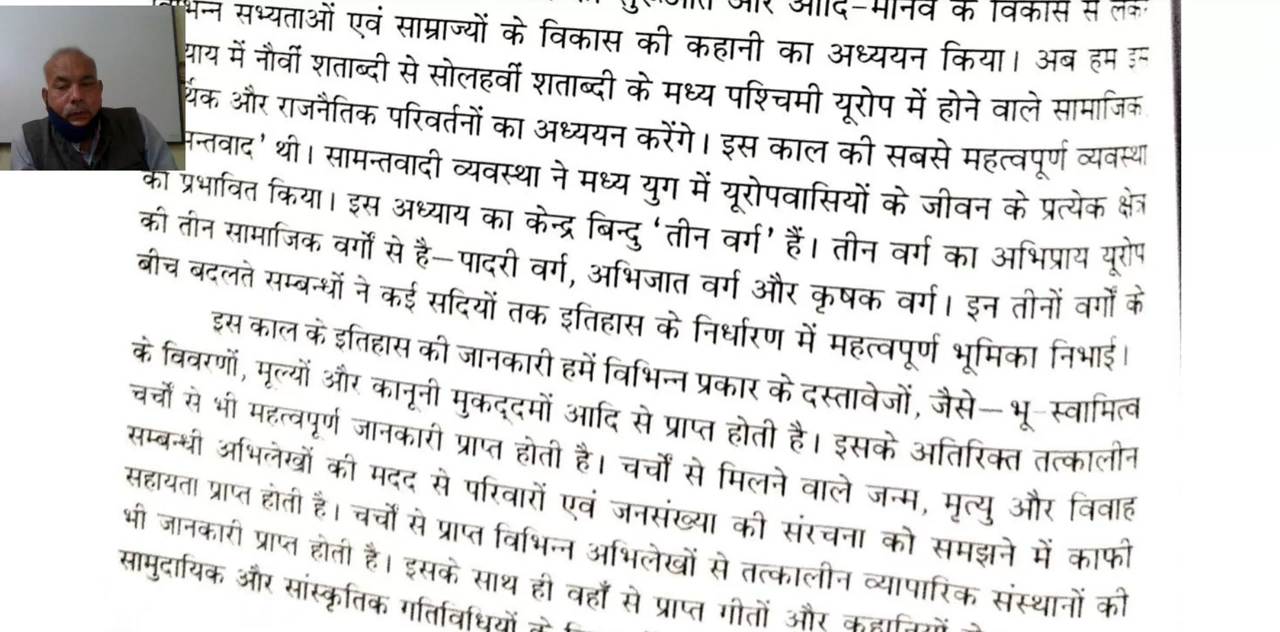 और आदि-मानव के विकास से
सभ्यताओं एवं साम्राज्यों के विकास की कहानी का अध्ययन किया। अब हम इस
में नौवीं शताब्दी से सोलहवीं शताब्दी के मध्य पश्चिमी यूरोप में होने वाले सामाजिक
और राजनैतिक परिवर्तनों का अध्ययन करेंगे। इस काल की सबसे महत्वपूर्ण व्यवस्था
थी। सामन्तवादी व्यवस्था ने मध्य युग में यूरोपवासियों के जीवन के प्रत्येक क्षेत्र
को प्रभावित किया। इस अध्याय का केन्द्र बिन्दु ‘तीन वर्ग’ हैं। तीन वर्ग का अभिप्राय यूरोप
की तीन सामाजिक वर्गों से है—पादरी वर्ग, अभिजात वर्ग और कृषक वर्ग। इन तीनों वर्गों के
बीच बदलते सम्बन्धों ने कई सदियों तक इतिहास के निर्धारण में महत्वपूर्ण भूमिका निभाई।
इस काल के इतिहास की जानकारी हमें विभिन्न प्रकार के दस्तावेजों, जैसे—भू-स्वामित्व
के विवरणों, मूल्यों और कानूनी मुकद्दमों आदि से प्राप्त होती है। इसके अतिरिक्त तत्कालीन
चर्चों से भी महत्वपूर्ण जानकारी प्राप्त होती है। चर्चों से मिलने वाले जन्म, मृत्यु और विवाह
सम्बन्धी अभिलेखों की मदद से परिवारों एवं जनसंख्या की संरचना को समझने में काफी
सहायता प्राप्त होती है। चर्चों से प्राप्त विभिन्न अभिलेखों से तत्कालीन व्यापारिक संस्थानों की
भी जानकारी प्राप्त होती है। इसके साथ ही वहाँ से प्राप्त गीतों और कहानियों
सामुदायिक और सांस्कृतिक गतिविधियों के